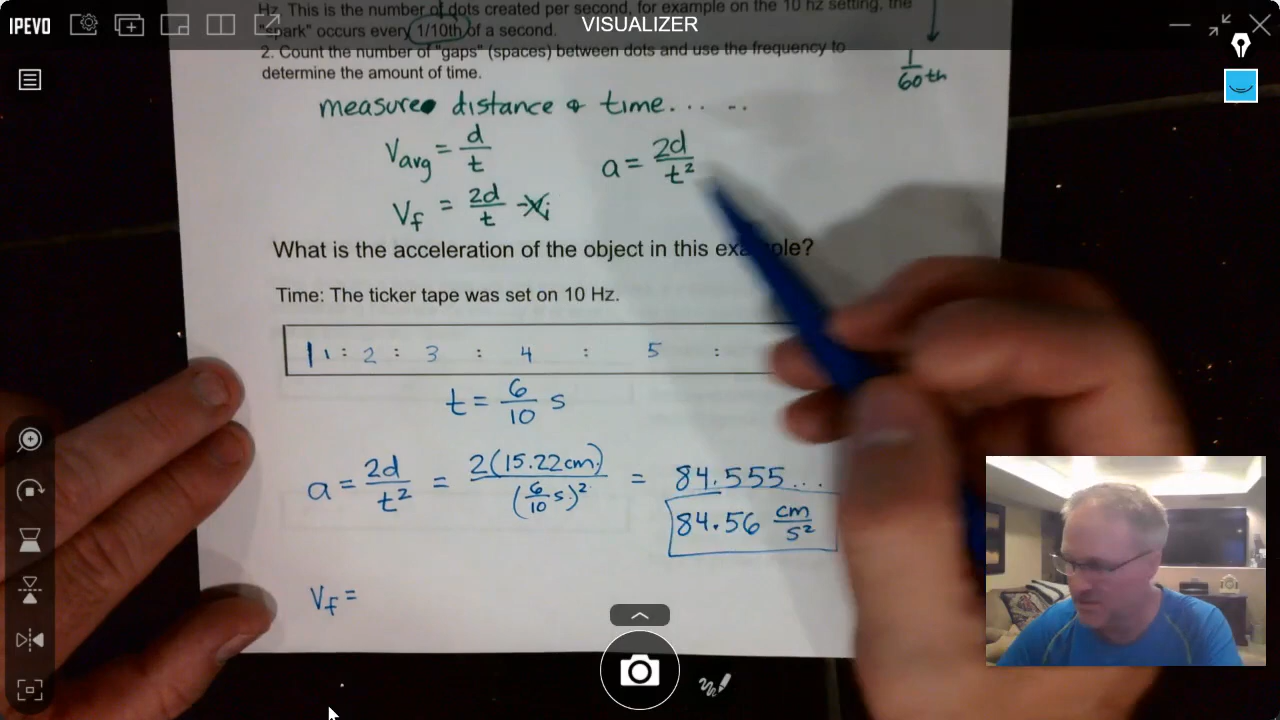 IPEVO
VISUALIZER
Hz. This is the number of dots created per second, for example on the 10 hz setting, the
"spark" occurs every 1/10th of a second.
2. Count the number of "gaps" (spaces) between dots and use the frequency to
determine the amount of time.
1/60th
measure distance & time... ..
Vavg = d/t
a = 2d/t²
Vf = 2d/t - Vi
What is the acceleration of the object in this example?
Time: The ticker tape was set on 10 Hz.
| 1 : 2 : 3 : 4 : 5 :
t = 6/10 s
a = 2d/t² = 2(15.22cm)/(6/10 s)² = 84.555...
84.56 cm/s²
Vf =